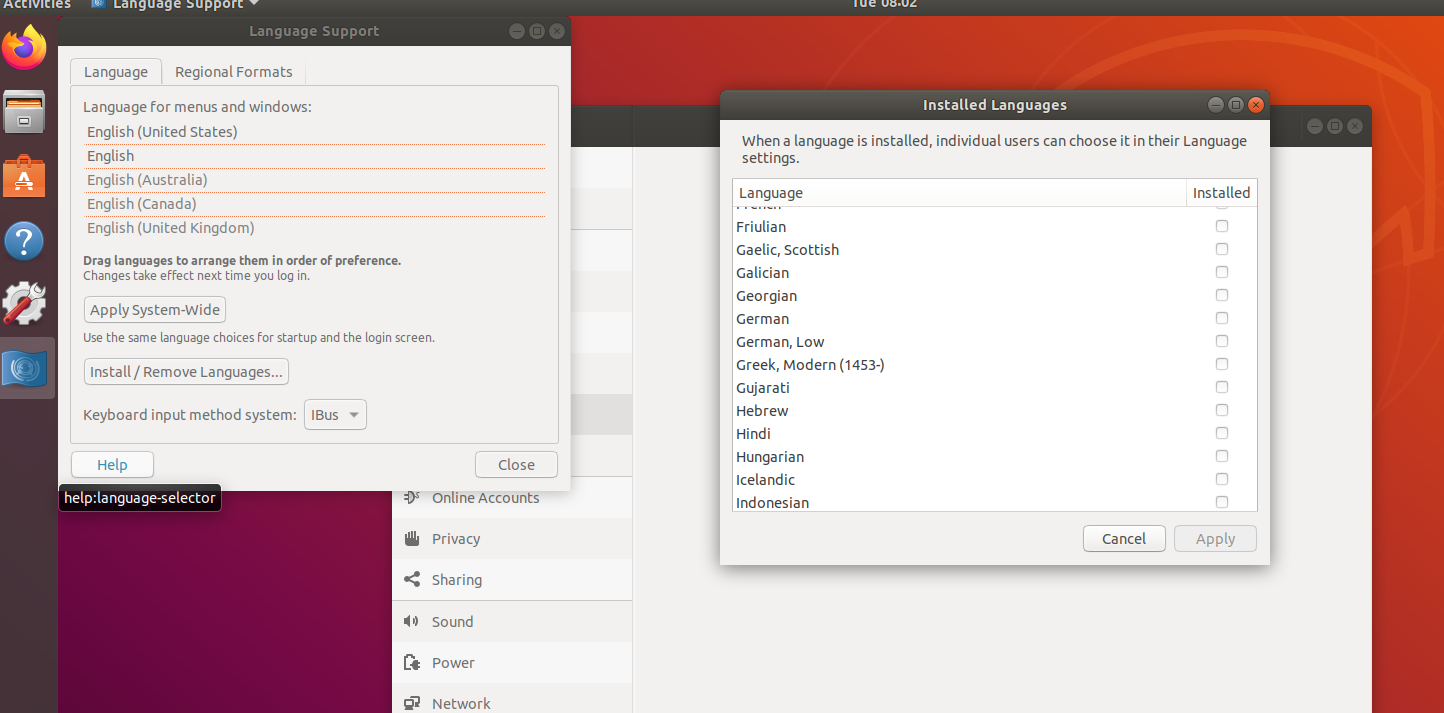 Activities
Language Support
Tue 08:02
Language Support
Language
Regional Formats
Language for menus and windows:
English (United States)
English
English (Australia)
English (Canada)
English (United Kingdom)
Drag languages to arrange them in order of preference.
Changes take effect next time you log in.
Apply System-Wide
Use the same language choices for startup and the login screen.
Install / Remove Languages...
Keyboard input method system:
IBus
Help
Close
help:language-selector
Online Accounts
Privacy
Sharing
Sound
Power
Network
Installed Languages
When a language is installed, individual users can choose it in their Language
settings.
Language
Installed
French
Friulian
Gaelic, Scottish
Galician
Georgian
German
German, Low
Greek, Modern (1453-)
Gujarati
Hebrew
Hindi
Hungarian
Icelandic
Indonesian
Cancel
Apply